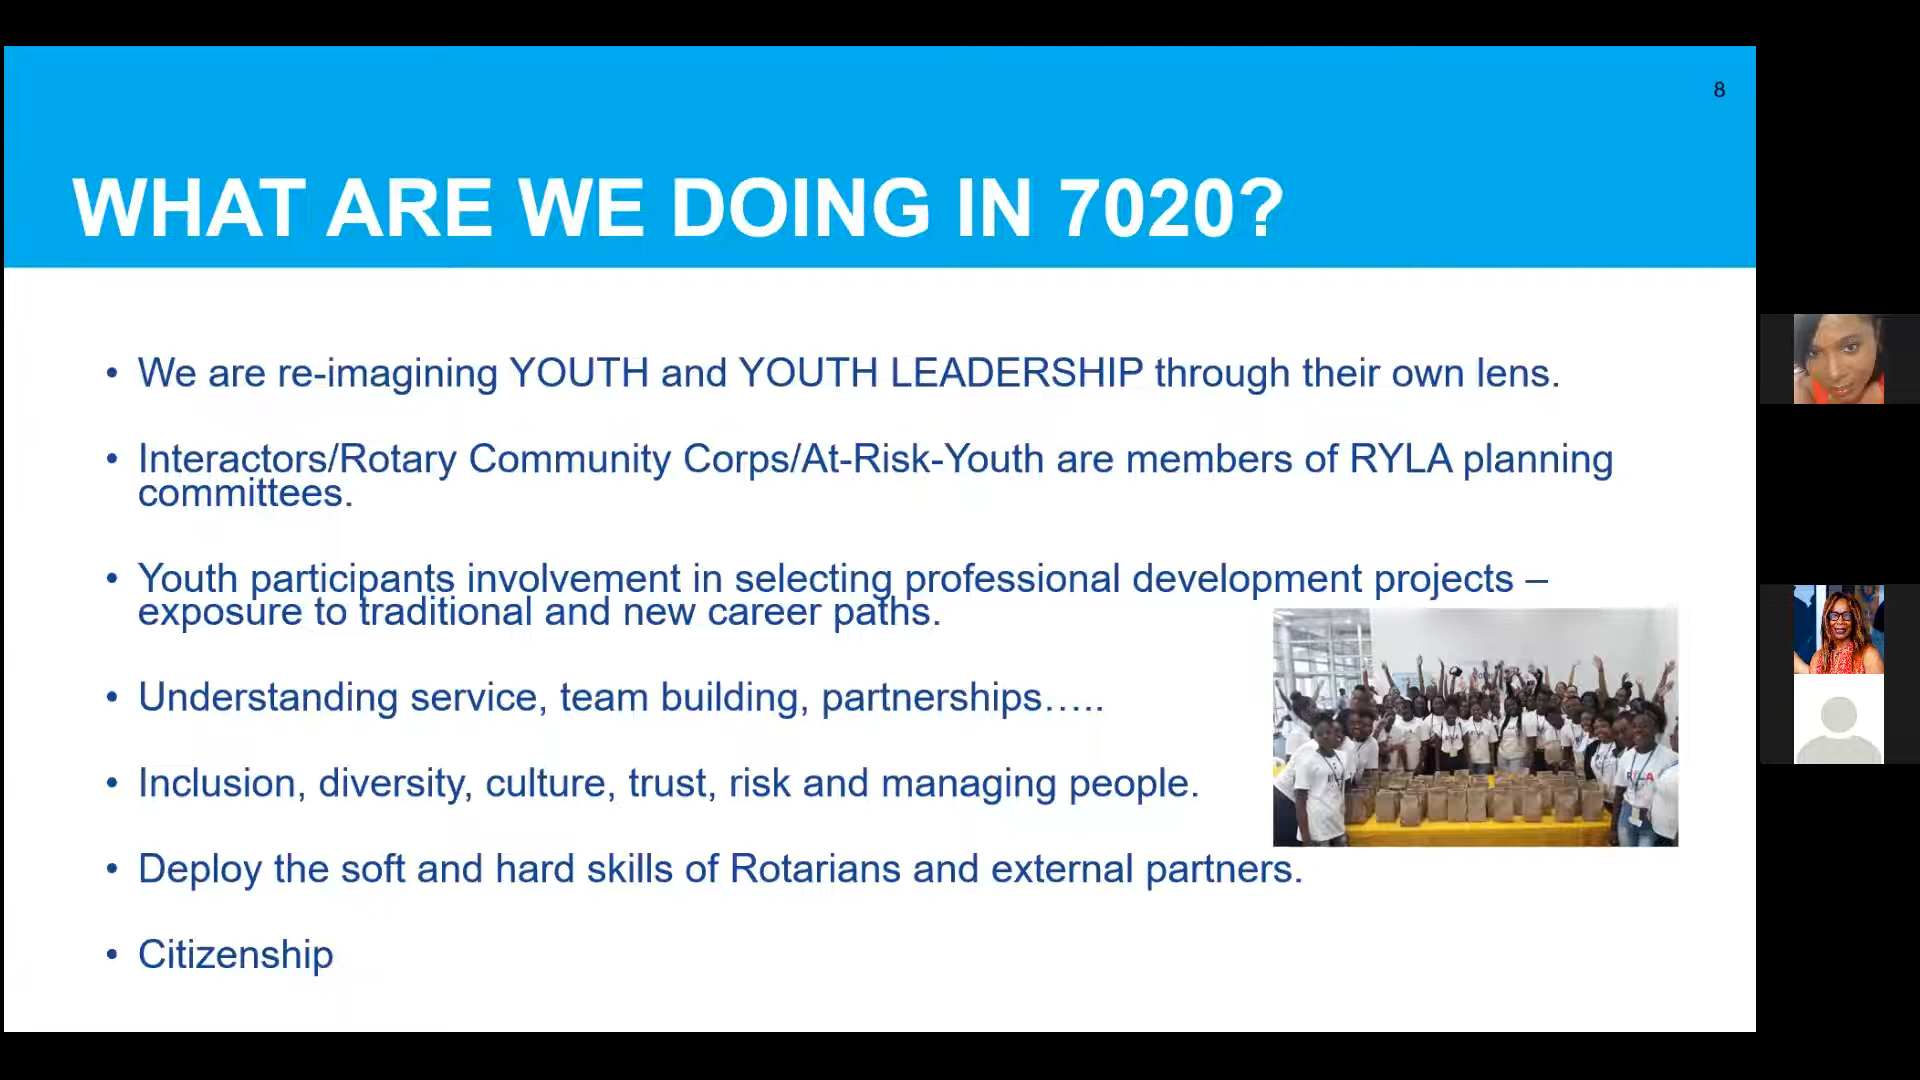 8
WHAT ARE WE DOING IN 7020?
• We are re-imagining YOUTH and YOUTH LEADERSHIP through their own lens.
• Interactors/Rotary Community Corps/At-Risk-Youth are members of RYLA planning
committees.
• Youth participants involvement in selecting professional development projects –
exposure to traditional and new career paths.
• Understanding service, team building, partnerships…..
• Inclusion, diversity, culture, trust, risk and managing people.
RYLA
• Deploy the soft and hard skills of Rotarians and external partners.
• Citizenship